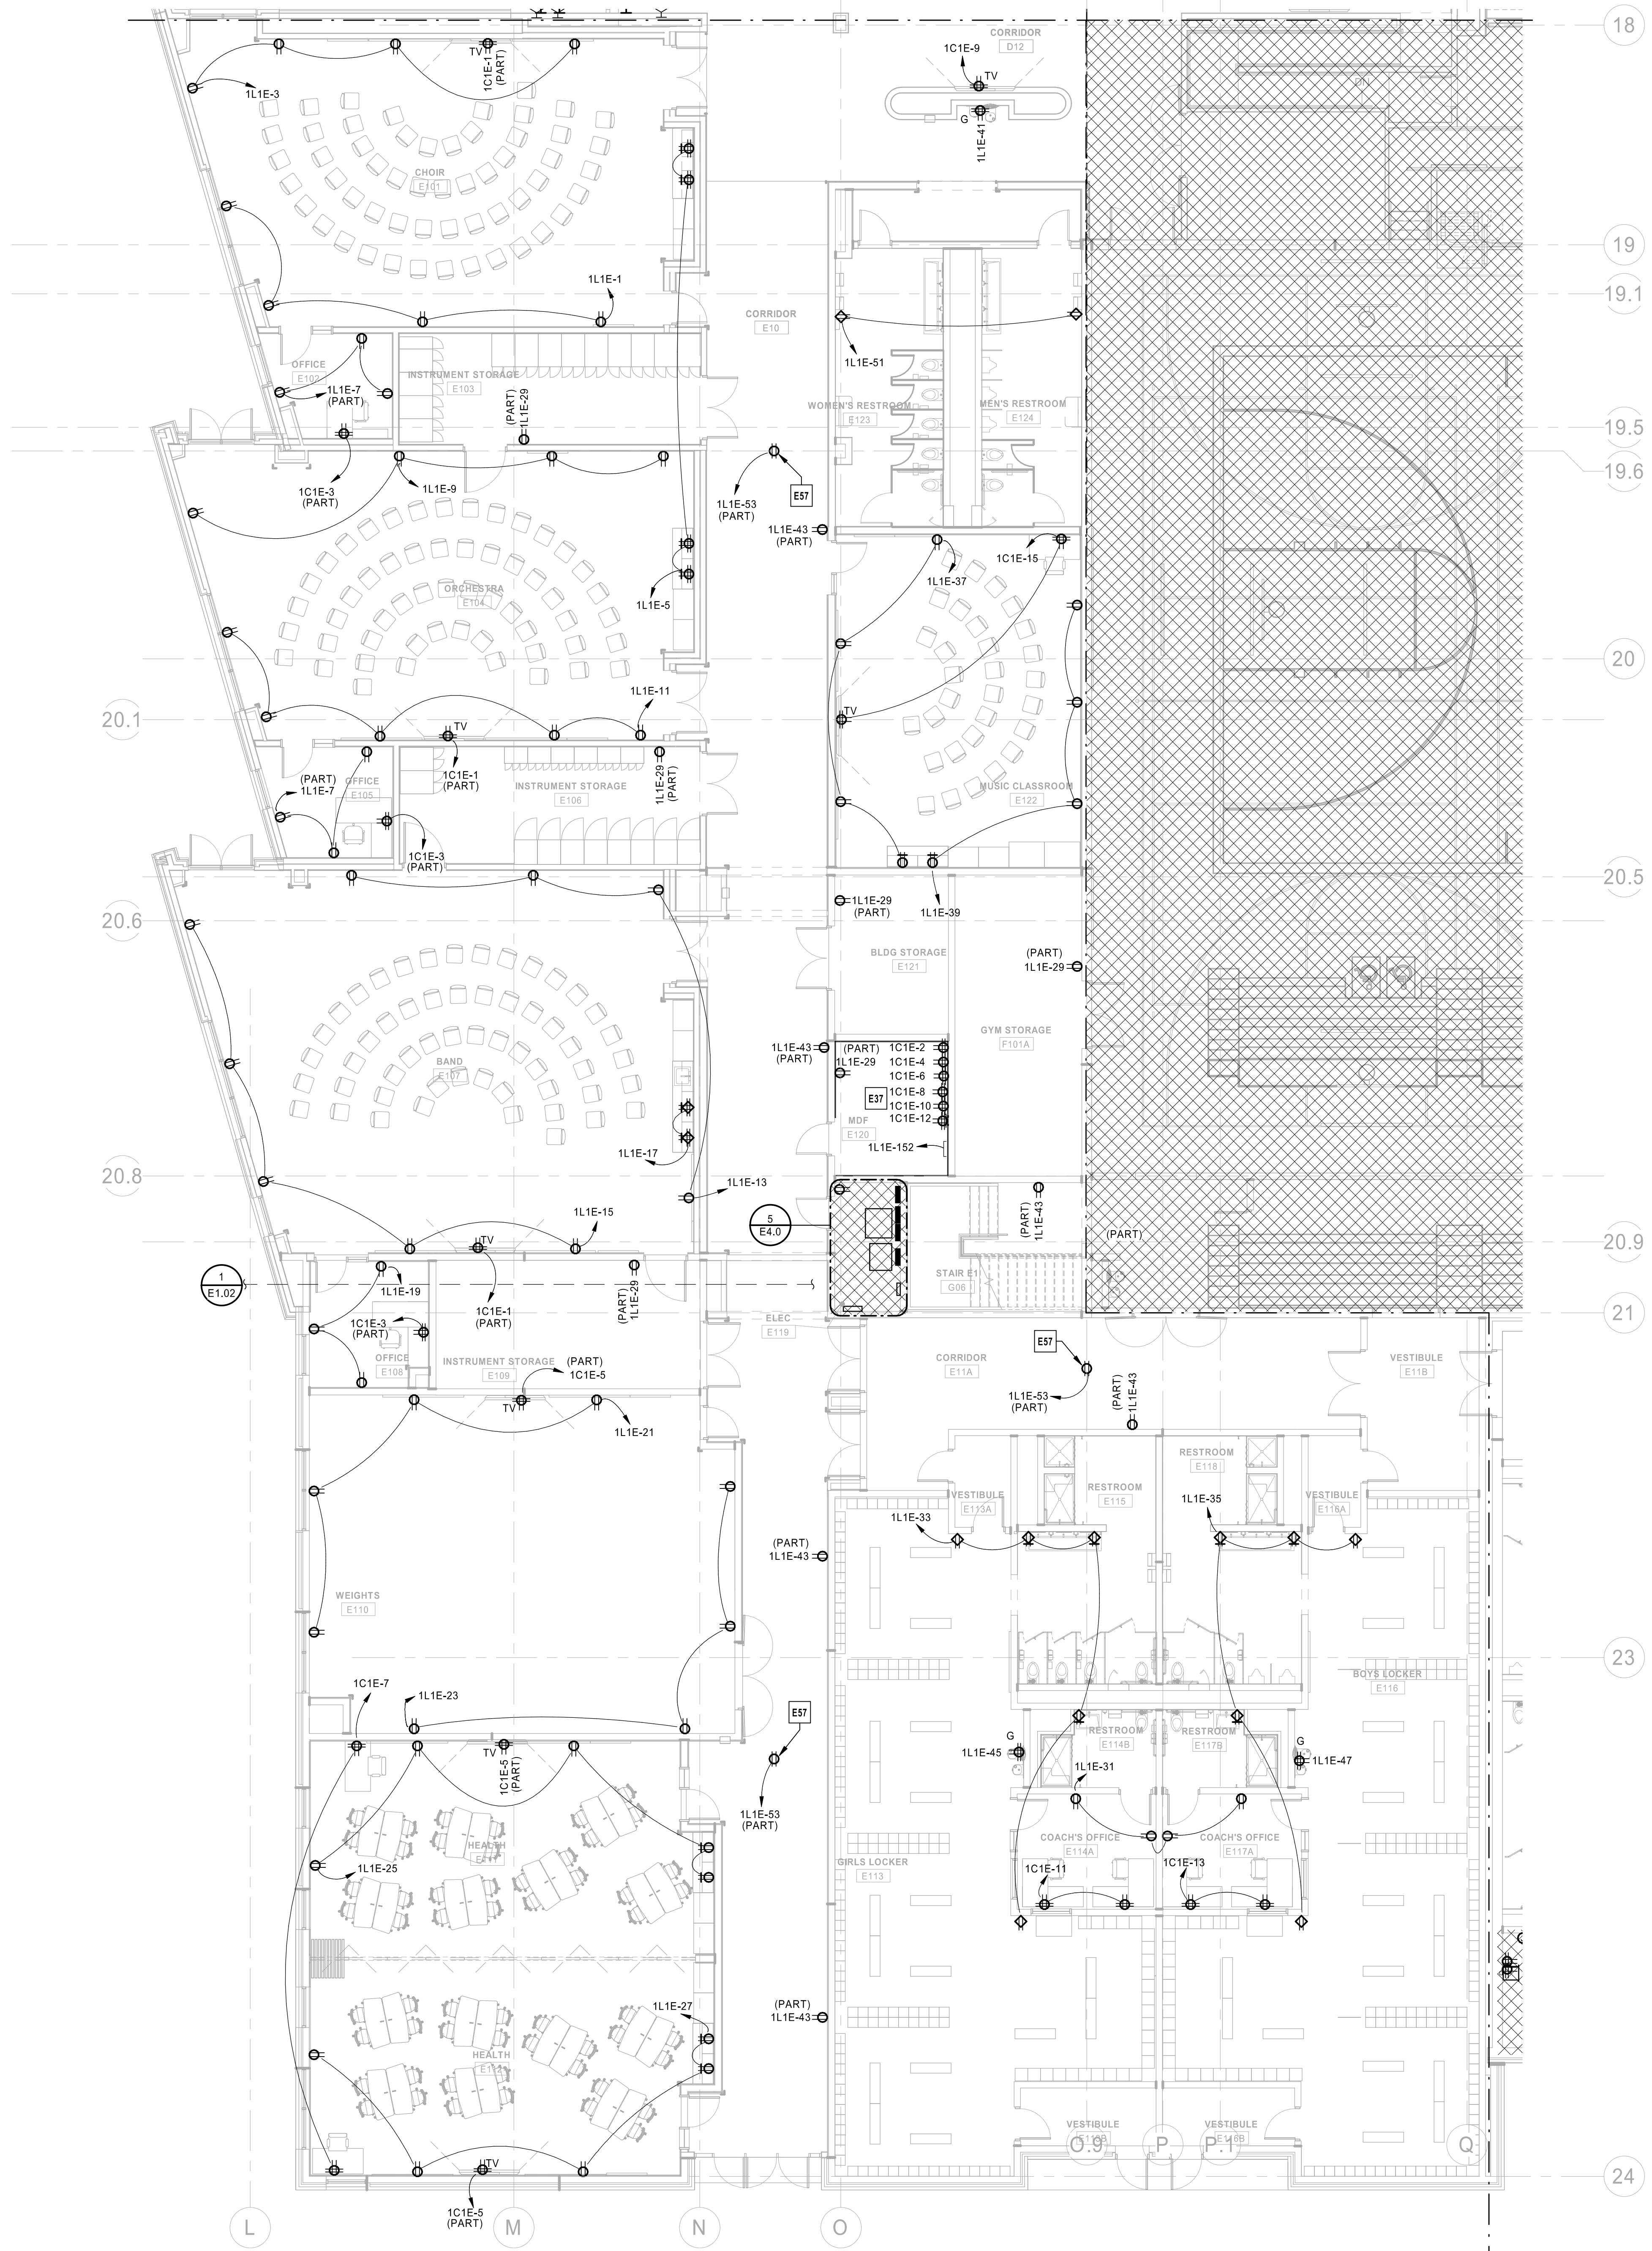 18
CORRIDOR
D12
1C1E-9
TV
TV
1C1E-1
(PART)
DN
1L1E-3
G
1L1E-41
CHOIR
E101
19
1L1E-1
19.1
CORRIDOR
E10
1L1E-51
OFFICE
E102
INSTRUMENT STORAGE
E103
1L1E-7
(PART)
(PART)
1L1E-29
WOMEN'S RESTROOM
E123
MEN'S RESTROOM
E124
19.5
19.6
1C1E-3
(PART)
1L1E-9
1L1E-53
(PART)
E57
1L1E-43
(PART)
1C1E-15
1L1E-37
ORCHESTRA
E104
1L1E-5
20
1L1E-11
20.1
TV
TV
1C1E-1
(PART)
1L1E-29
(PART)
(PART)
1L1E-7
OFFICE
E105
INSTRUMENT STORAGE
E106
MUSIC CLASSROOM
E122
1C1E-3
(PART)
20.5
1L1E-29
(PART)
1L1E-39
20.6
BLDG STORAGE
E121
(PART)
1L1E-29
GYM STORAGE
F101A
BAND
E107
1L1E-43
(PART)
(PART)
1L1E-29
1C1E-2
1C1E-4
1C1E-6
1C1E-8
1C1E-10
1C1E-12
E37
MDF
E120
1L1E-152
1L1E-17
20.8
1L1E-13
1L1E-15
5
E4.0
(PART)
1L1E-43
(PART)
20.9
TV
1
E1.02
STAIR E1
G06
1L1E-19
1C1E-1
(PART)
(PART)
1L1E-29
1C1E-3
(PART)
ELEC
E119
21
OFFICE
E108
INSTRUMENT STORAGE
E109
(PART)
1C1E-5
CORRIDOR
E11A
E57
VESTIBULE
E11B
TV
1L1E-21
1L1E-53
(PART)
(PART)
1L1E-43
RESTROOM
E118
RESTROOM
E115
VESTIBULE
E113A
VESTIBULE
E116A
1L1E-33
1L1E-35
(PART)
1L1E-43
WEIGHTS
E110
23
BOYS LOCKER
E116
1C1E-7
1L1E-23
E57
TV
1C1E-5
(PART)
RESTROOM
E114B
RESTROOM
E117B
G
1L1E-45
G
1L1E-47
1L1E-31
1L1E-53
(PART)
HEALTH
COACH'S OFFICE
E114A
COACH'S OFFICE
E117A
1L1E-25
GIRLS LOCKER
E113
1C1E-11
1C1E-13
(PART)
1L1E-43
1L1E-27
HEALTH
E112
VESTIBULE
VESTIBULE
E116B
O.9
P
P.1
Q
TV
24
1C1E-5
(PART)
L
M
N
O